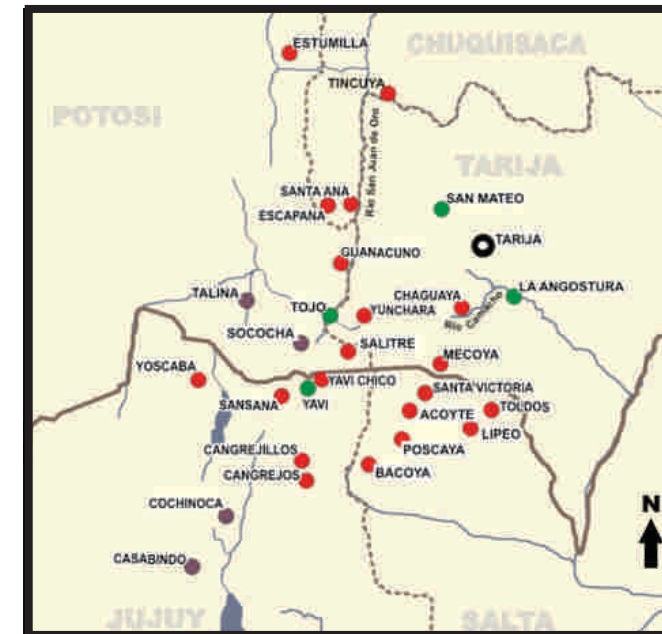 ESTUMILLA
CHUQUISACA
TINCUYA
POTOSI
Rio San Juan de Oro
TARIJA
SANTA ANA
ESCAPANA
SAN MATEO
TARIJA
GUANACUNO
TALINA
CHAGUAYA
LA ANGOSTURA
TOJO
YUNCHARA
Rio Camacho
SOCOCHA
SALITRE
MECOYA
YOSCABA
YAVI CHICO
SANSANA
YAVI
SANTA VICTORIA
ACOYTE
TOLDOS
LIPEO
POSCAYA
CANGREJILLOS
CANGREJOS
BACOYA
COCHINOCA
N
CASABINDO
JUJUY
SALTA